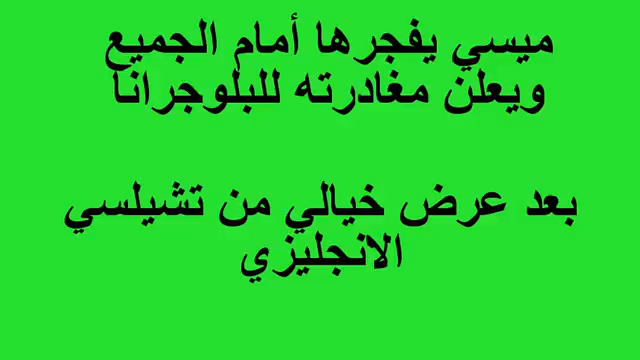 ميسي يفجرها أمام الجميع
ويعلن مغادرته للبلوجرانا
بعد عرض خيالي من تشيلسي
الانجليزي